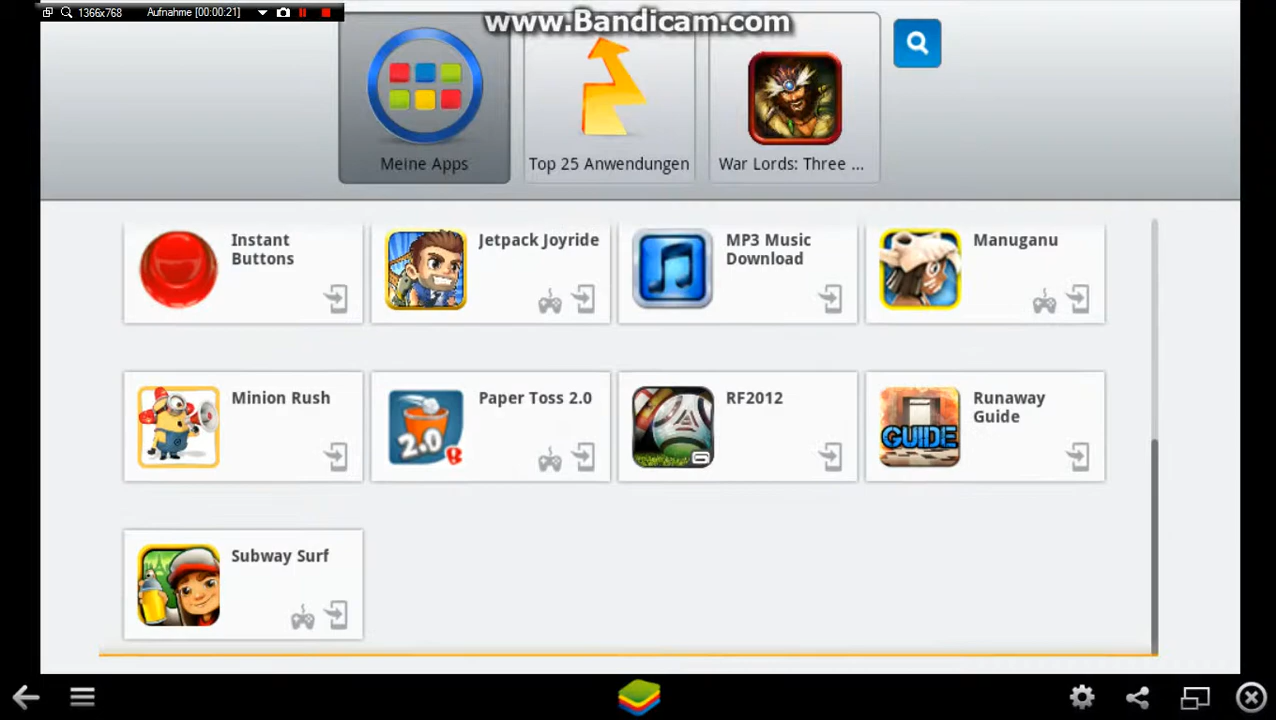 1366x768 Aufnahme [00:00:21]
www.Bandicam.com
Meine Apps
Top 25 Anwendungen
War Lords: Three ...
Instant
Buttons
Jetpack Joyride
MP3 Music
Download
Manuganu
Minion Rush
Paper Toss 2.0
2.0
RF2012
Runaway
Guide
GUIDE
Subway Surf